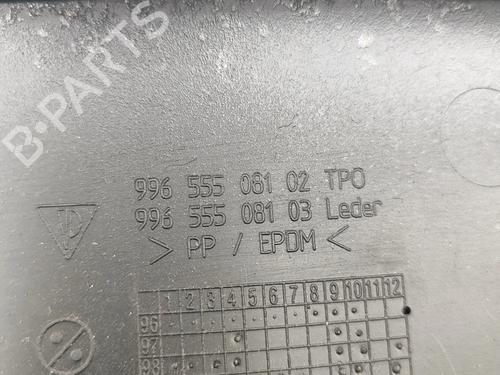 B-PARTS
996 555 081 02 TPO
996 555 081 03 Leder
> PP / EPDM <
1 2 3 4 5 6 7 8 9 10 11 12
96
97
98